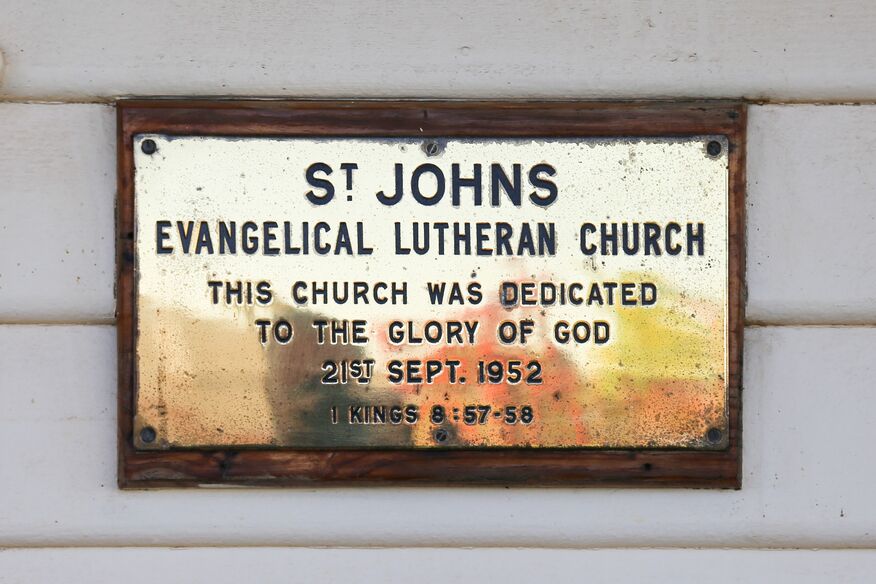 ST JOHNS
EVANGELICAL LUTHERAN CHURCH
THIS CHURCH WAS DEDICATED
TO THE GLORY OF GOD
21ST SEPT. 1952
1 KINGS 8:57-58